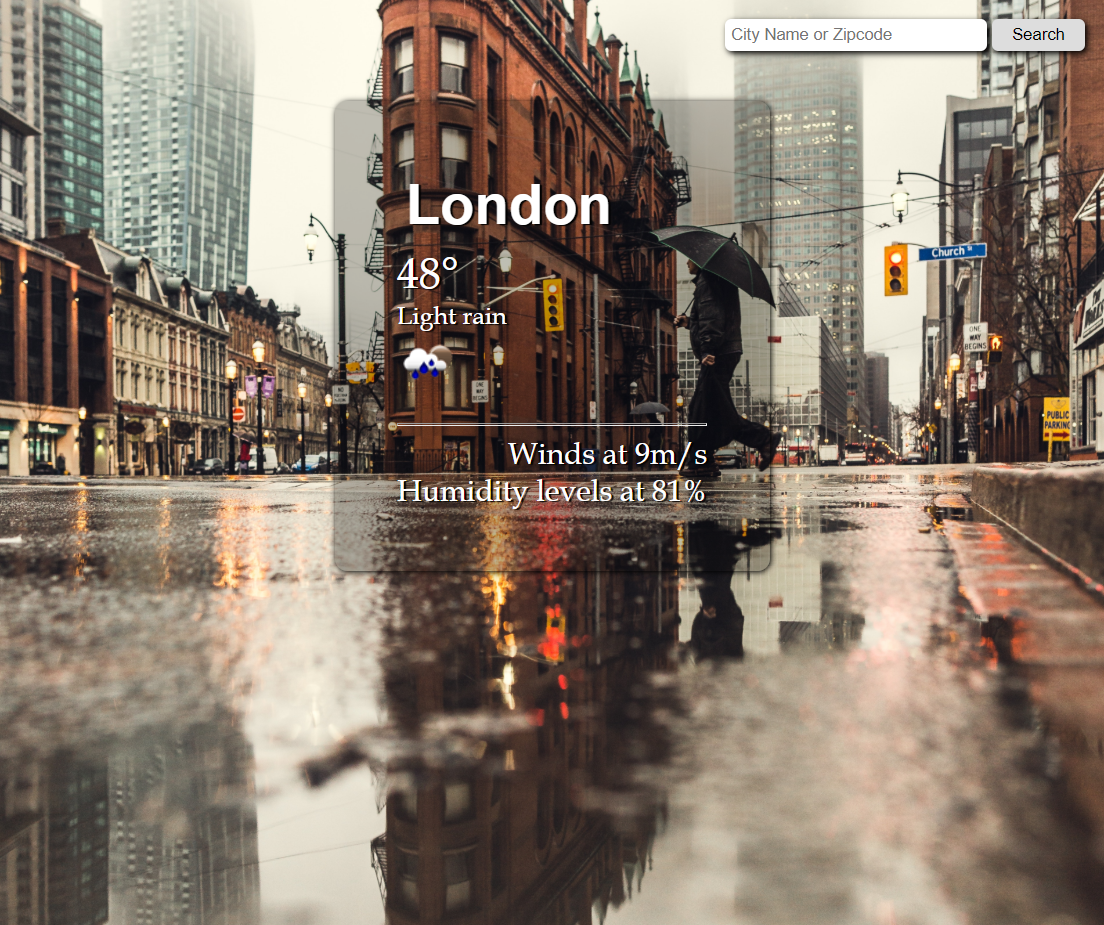 City Name or Zipcode
Search
London
48°
Light rain
Winds at 9m/s
Humidity levels at 81%
Church St
ONE
WAY
BEGINS
PUBLIC
PARKING